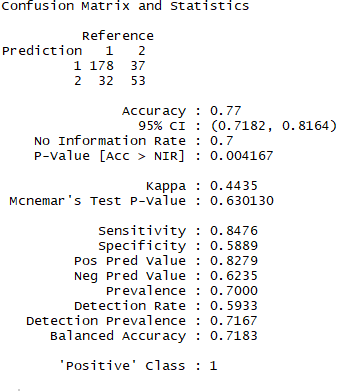 Confusion Matrix and Statistics
Reference
Prediction 1 2
1 178 37
2 32 53
Accuracy : 0.77
95% CI : (0.7182, 0.8164)
No Information Rate : 0.7
P-Value [Acc > NIR] : 0.004167
Kappa : 0.4435
Mcnemar's Test P-Value : 0.630130
Sensitivity : 0.8476
Specificity : 0.5889
Pos Pred Value : 0.8279
Neg Pred Value : 0.6235
Prevalence : 0.7000
Detection Rate : 0.5933
Detection Prevalence : 0.7167
Balanced Accuracy : 0.7183
'Positive' Class : 1